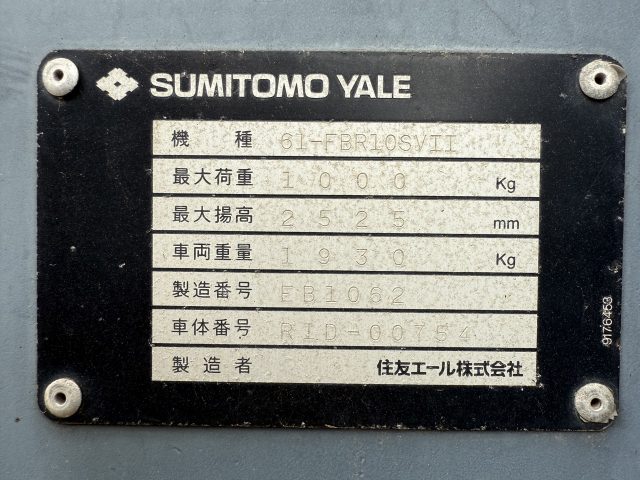 SUMITOMO YALE
機 種 61-FBR10SVII
最大荷重 1000 Kg
最大揚高 2525 mm
車両重量 1930 Kg
製造番号 EB1082
車体番号 RID-00754
製造者 住友エール株式会社
9176453